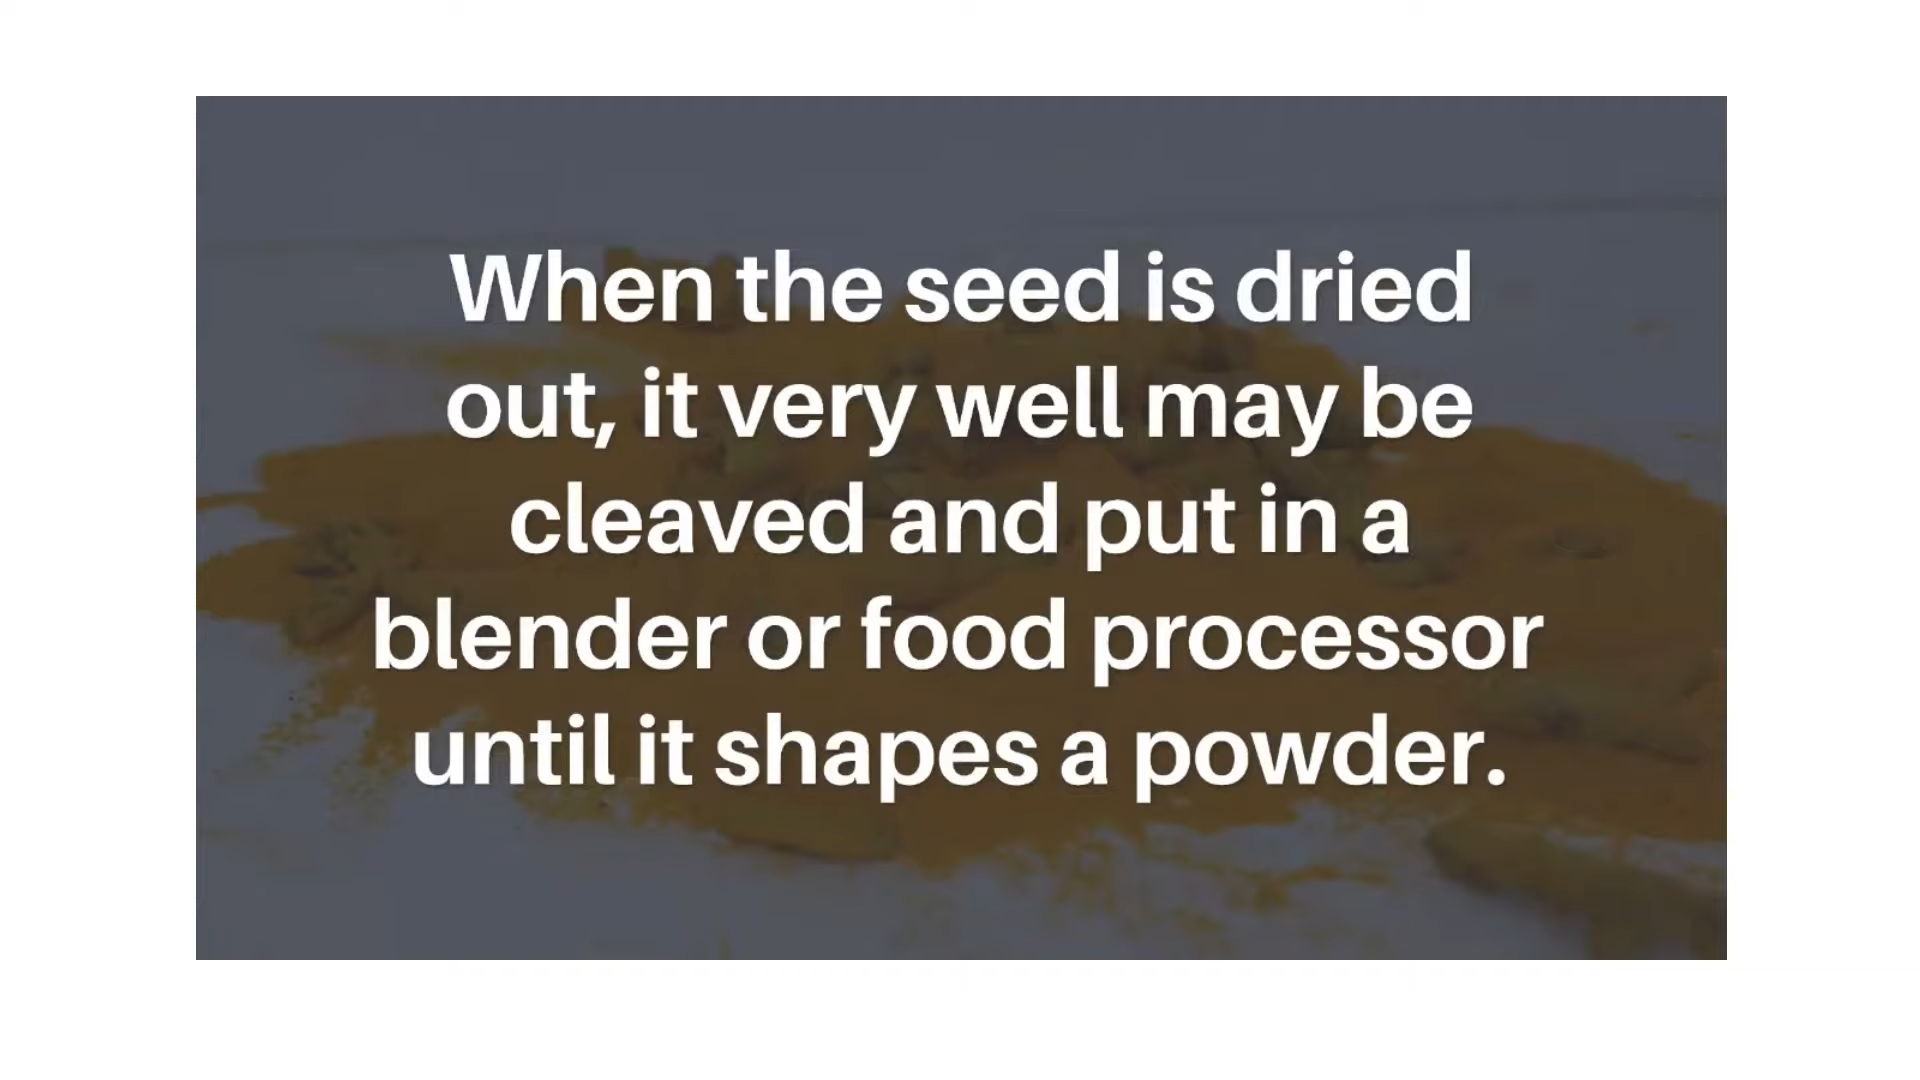 When the seed is dried
out, it very well may be
cleaved and put in a
blender or food processor
until it shapes a powder.